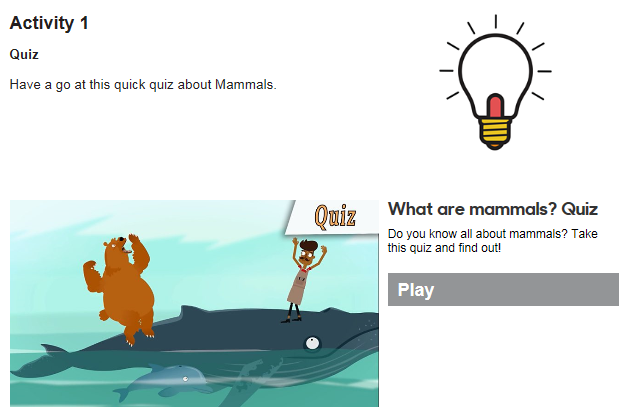 Activity 1
Quiz
Have a go at this quick quiz about Mammals.
Quiz
What are mammals? Quiz
Do you know all about mammals? Take
this quiz and find out!
Play